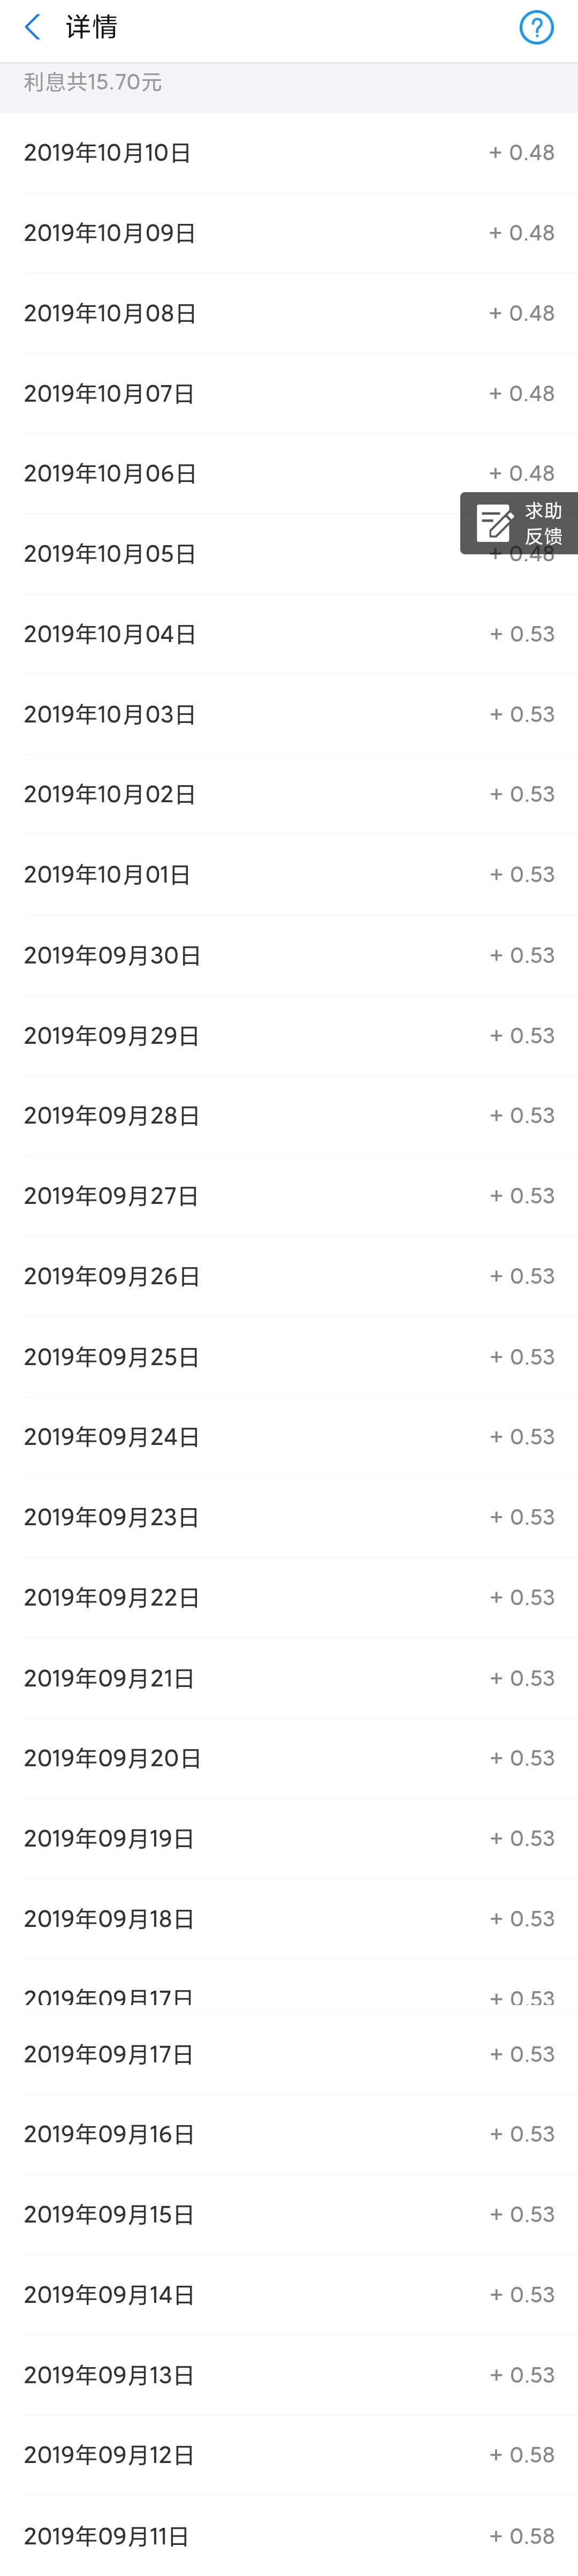 详情
利息共15.70元
2019年10月10日 + 0.48
2019年10月09日 + 0.48
2019年10月08日 + 0.48
2019年10月07日 + 0.48
2019年10月06日 + 0.48
求助
反馈
2019年10月05日 + 0.48
2019年10月04日 + 0.53
2019年10月03日 + 0.53
2019年10月02日 + 0.53
2019年10月01日 + 0.53
2019年09月30日 + 0.53
2019年09月29日 + 0.53
2019年09月28日 + 0.53
2019年09月27日 + 0.53
2019年09月26日 + 0.53
2019年09月25日 + 0.53
2019年09月24日 + 0.53
2019年09月23日 + 0.53
2019年09月22日 + 0.53
2019年09月21日 + 0.53
2019年09月20日 + 0.53
2019年09月19日 + 0.53
2019年09月18日 + 0.53
2019年09月17日 + 0.53
2019年09月17日 + 0.53
2019年09月16日 + 0.53
2019年09月15日 + 0.53
2019年09月14日 + 0.53
2019年09月13日 + 0.53
2019年09月12日 + 0.58
2019年09月11日 + 0.58